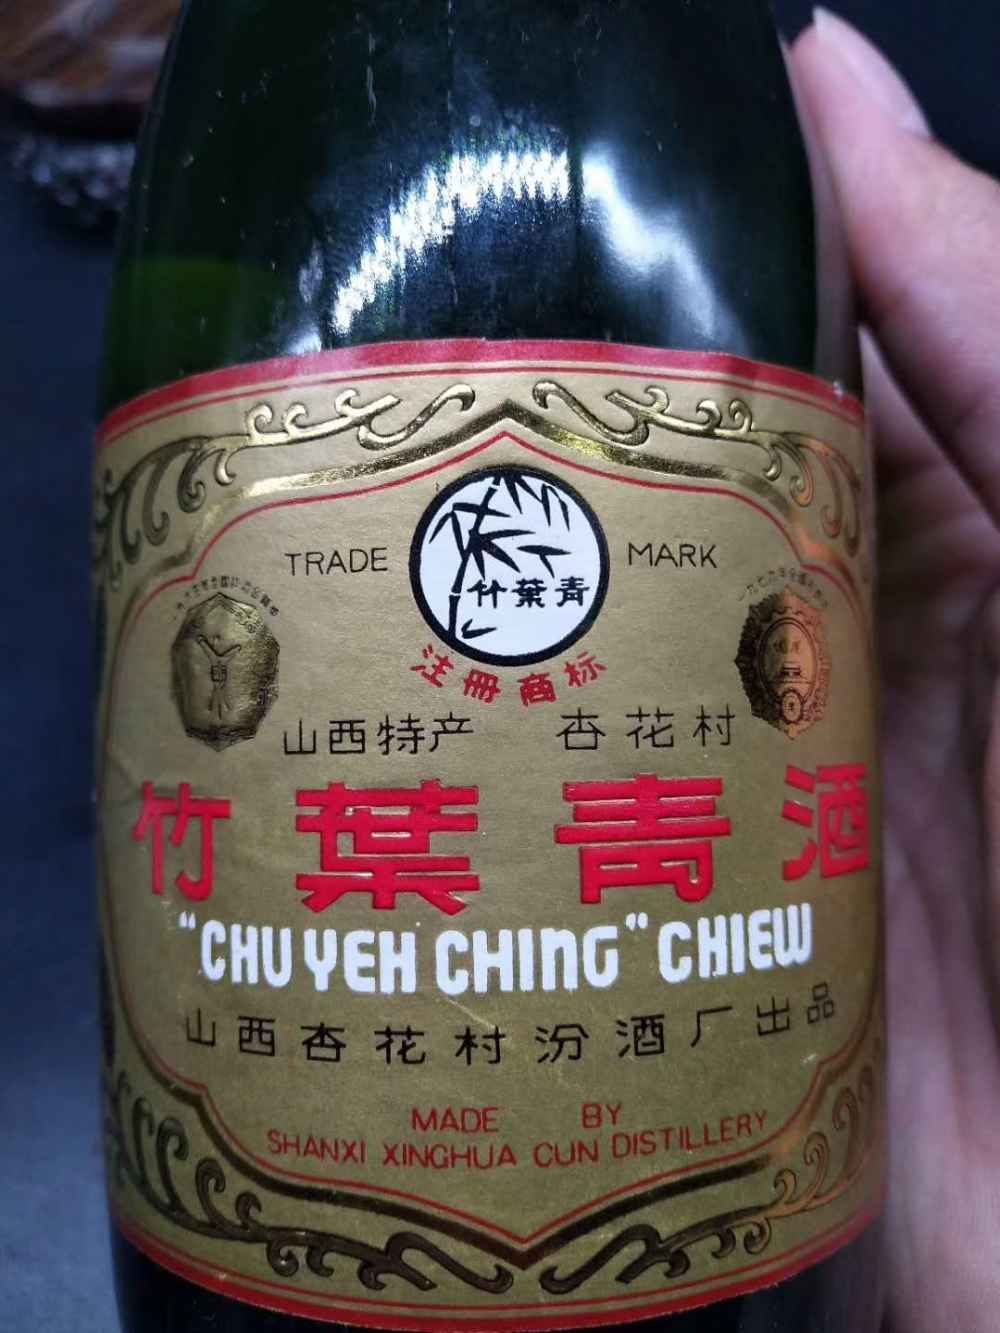 TRADE MARK
竹葉青
注冊商标
山西特产 杏花村
竹葉青酒
"CHU YEH CHING" CHIEW
山西杏花村汾酒厂出品
MADE BY
SHANXI XINGHUA CUN DISTILLERY